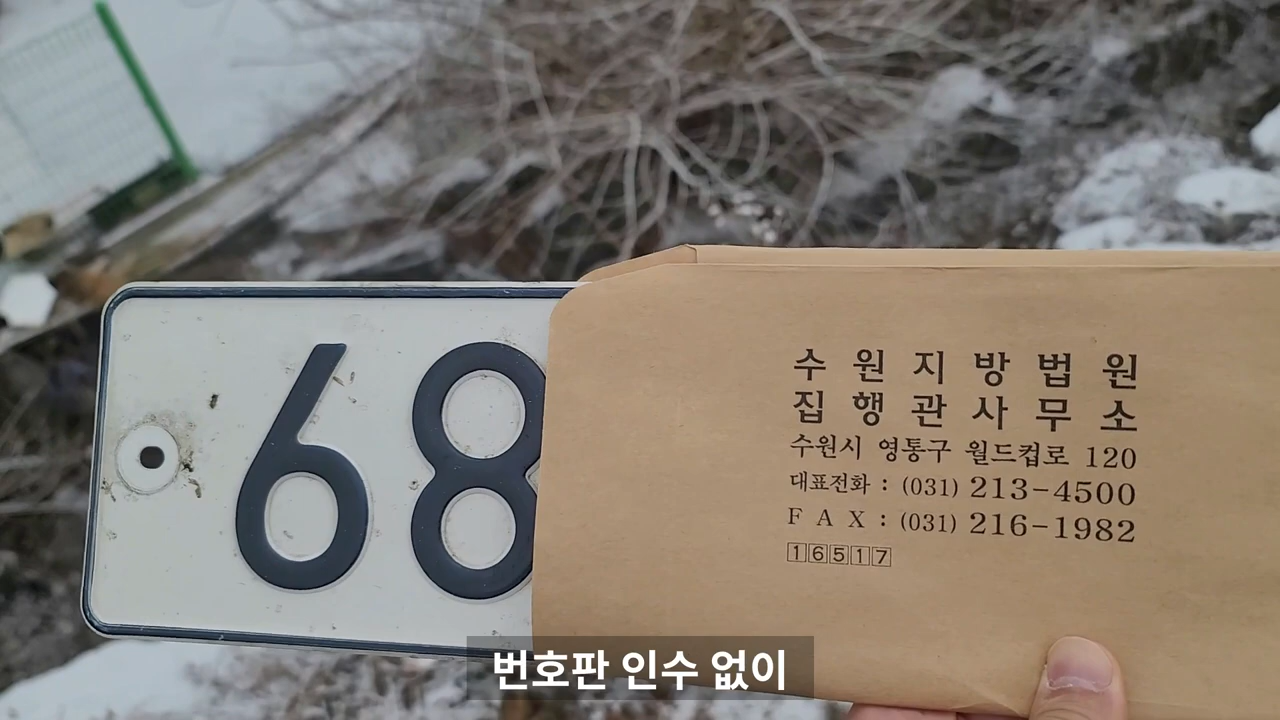 68
수원지방법원
집행관사무소
수원시 영통구 월드컵로 120
대표전화 : (031) 213-4500
FAX : (031) 216-1982
16517
번호판 인수 없이